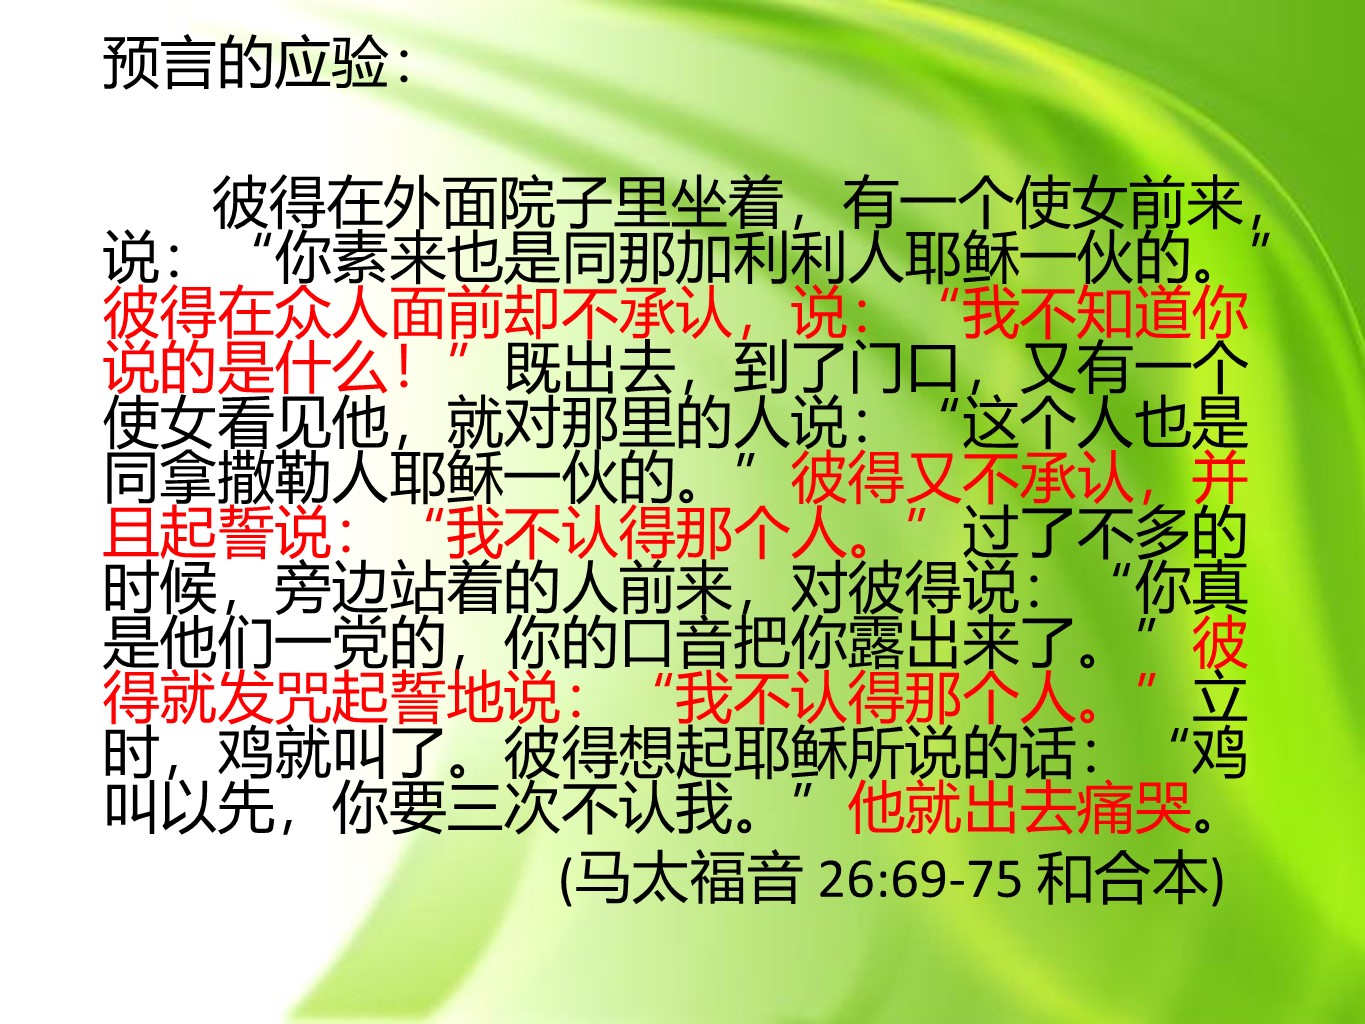 预言的应验：
彼得在外面院子里坐着，有一个使女前来，
说：“你素来也是同那加利利人耶稣一伙的。”
彼得在众人面前却不承认，说：“我不知道你
说的是什么！”既出去，到了门口，又有一个
使女看见他，就对那里的人说：“这个人也是
同拿撒勒人耶稣一伙的。”彼得又不承认，并
且起誓说：“我不认得那个人。”过了不多的
时候，旁边站着的人前来，对彼得说：“你真
是他们一党的，你的口音把你露出来了。”彼
得就发咒起誓地说：“我不认得那个人。”立
时，鸡就叫了。彼得想起耶稣所说的话：“鸡
叫以先，你要三次不认我。”他就出去痛哭。
(马太福音 26:69-75 和合本)